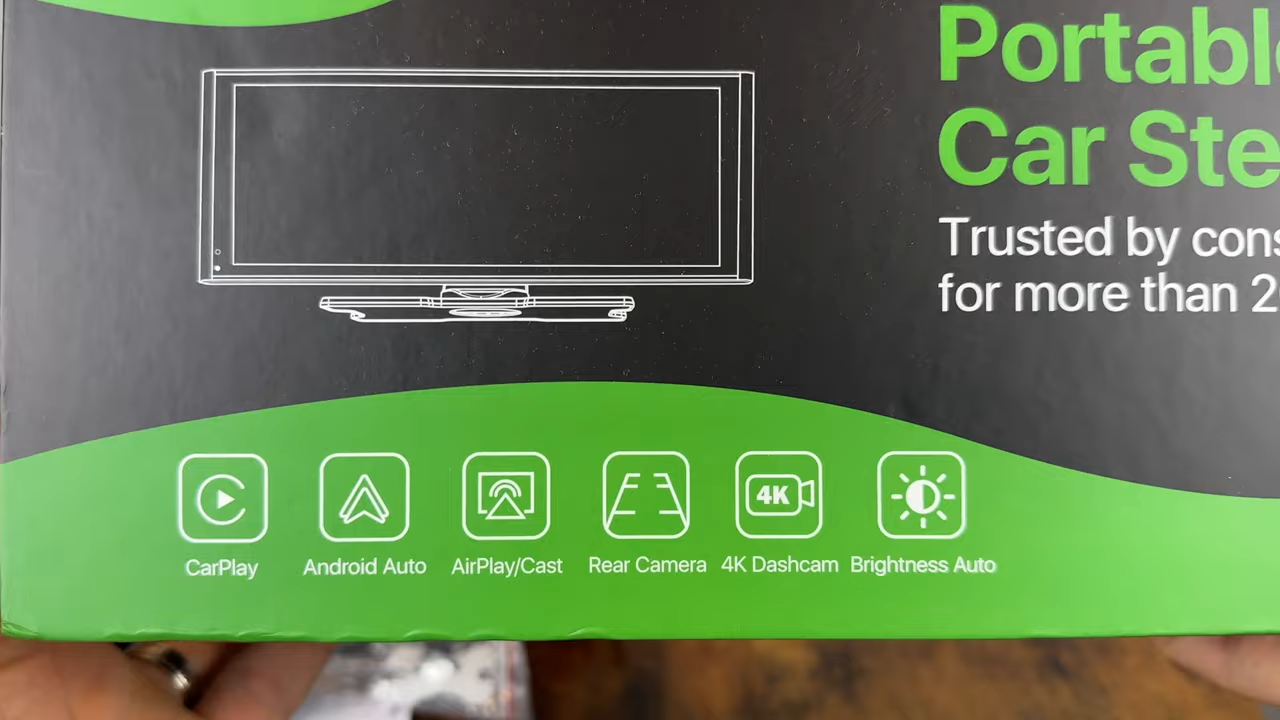 Portabl
Car Ste
Trusted by cons
for more than 2
4K
CarPlay
Android Auto
AirPlay/Cast
Rear Camera
4K Dashcam
Brightness Auto